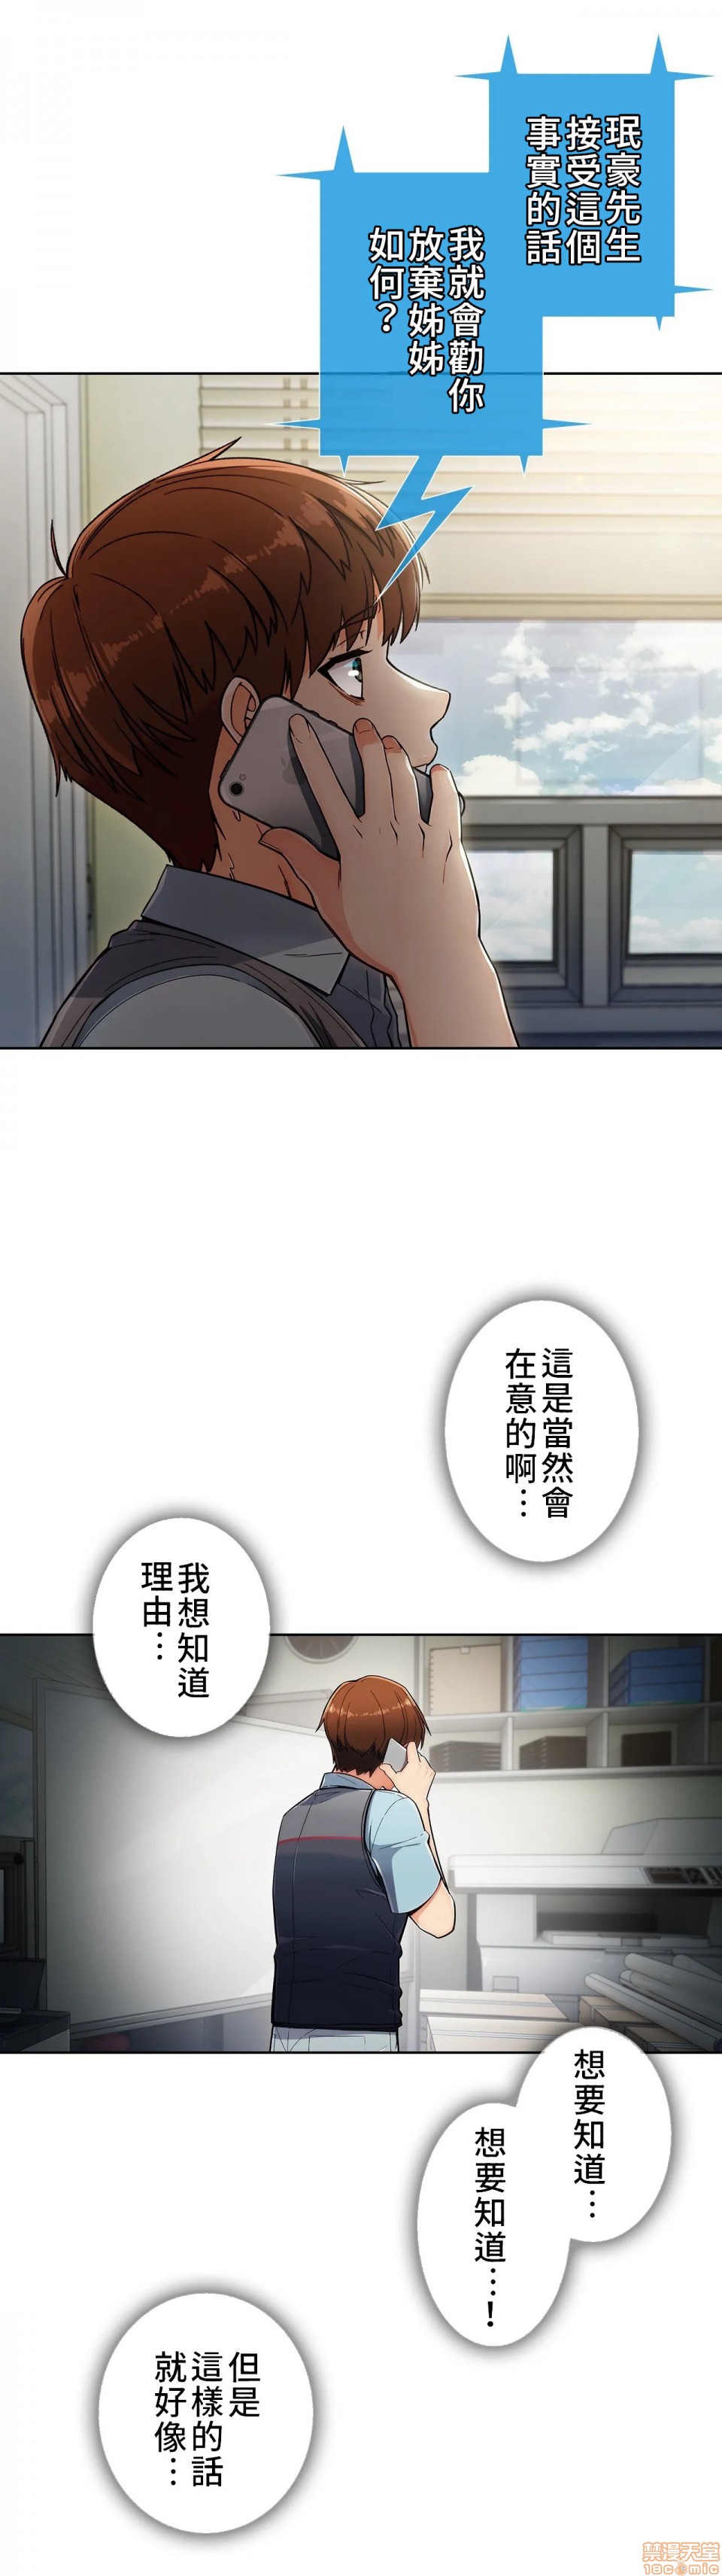 珉豪先生
接受這個
事實的話
我就會勸你
放棄姊姊
如何？
這是當然會
在意的啊…
我想知道
理由…
想要知道…
想要知道…！
但是
這樣的話
就好像…
禁漫天堂
18comic